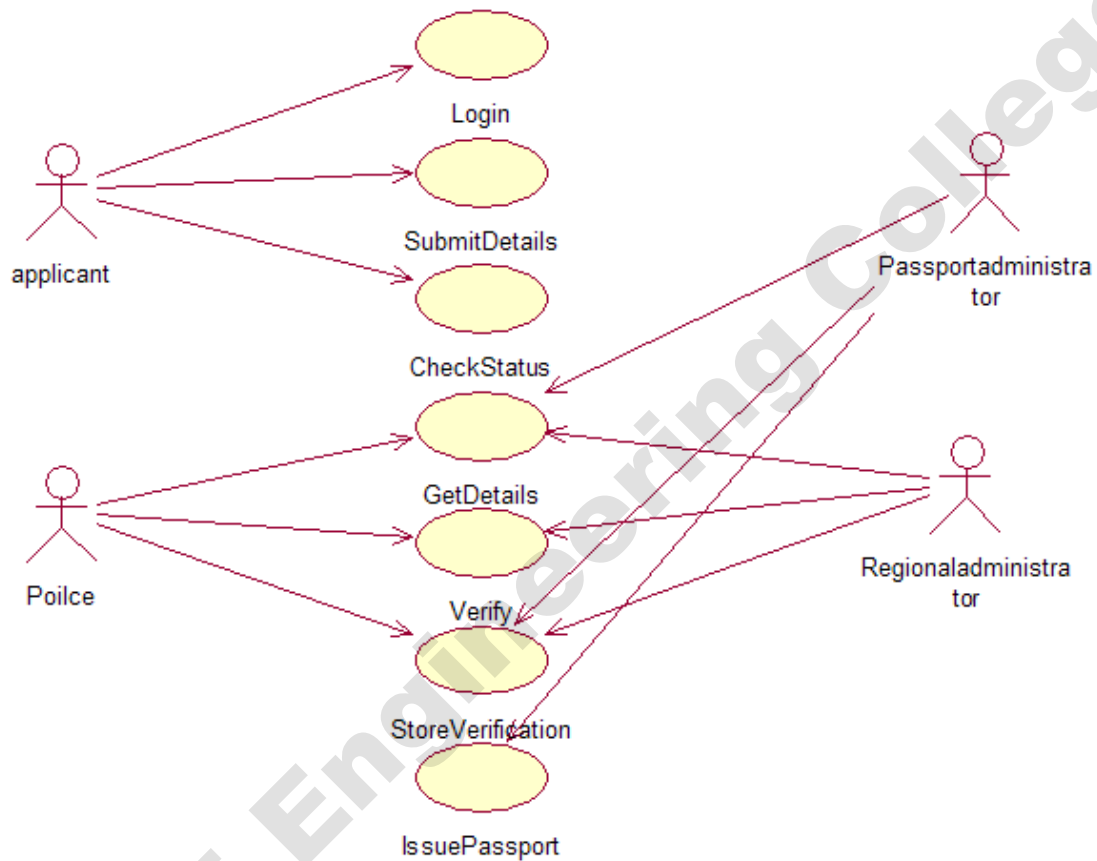 Login
applicant
SubmitDetails
Passportadministra
tor
CheckStatus
GetDetails
Poilce
Verify
Regionaladministra
tor
StoreVerification
IssuePassport
Engineering College